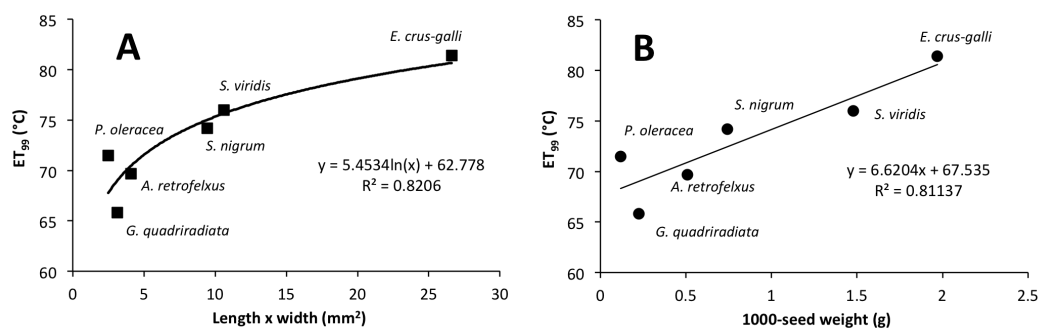 A
85
80
75
70
65
60
ET99 (°C)
0
5
10
15
20
25
30
Length x width (mm²)
E. crus-galli
S. viridis
P. oleracea
S. nigrum
A. retrofelxus
G. quadriradiata
y = 5.4534ln(x) + 62.778
R² = 0.8206
B
85
80
75
70
65
60
ET99 (°C)
0
0.5
1
1.5
2
2.5
1000-seed weight (g)
E. crus-galli
S. nigrum
S. viridis
P. oleracea
A. retrofelxus
G. quadriradiata
y = 6.6204x + 67.535
R² = 0.81137